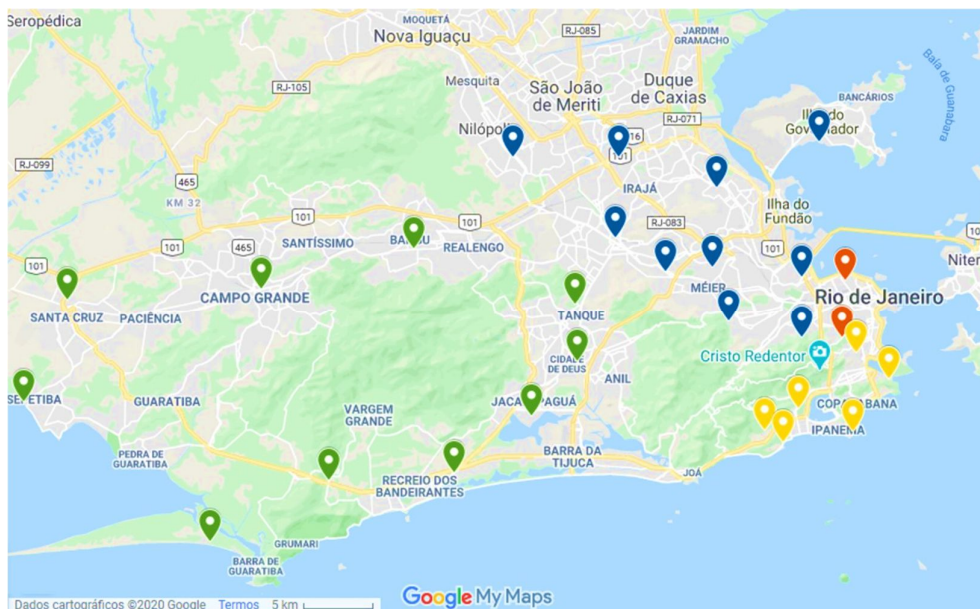 Seropédica
MOQUETÁ
Nova Iguaçu
RJ-085
JARDIM
GRAMACHO
Mesquita
RJ-105
São João
de Meriti
Duque
de Caxias
Baía de Guanabara
BANCÁRIOS
RJ-071
Ilha do
Governador
101
RJ-099
465
IRAJÁ
KM 32
Ilha do
Fundão
101
RJ-083
101
465
SANTÍSSIMO
REALENGO
101
101
101
CAMPO GRANDE
MÉIER
SANTA CRUZ
PACIÊNCIA
TANQUE
Rio de Janeiro
Cristo Redentor
CIDADE
DE DEUS
ANIL
SEPETIBA
GUARATIBA
VARGEM
GRANDE
IPANEMA
PEDRA DE
GUARATIBA
BARRA DA
TIJUCA
JOÁ
RECREIO DOS
BANDEIRANTES
GRUMARI
BARRA DE
GUARATIBA
Google My Maps
Dados cartográficos ©2020 Google Termos 5 km